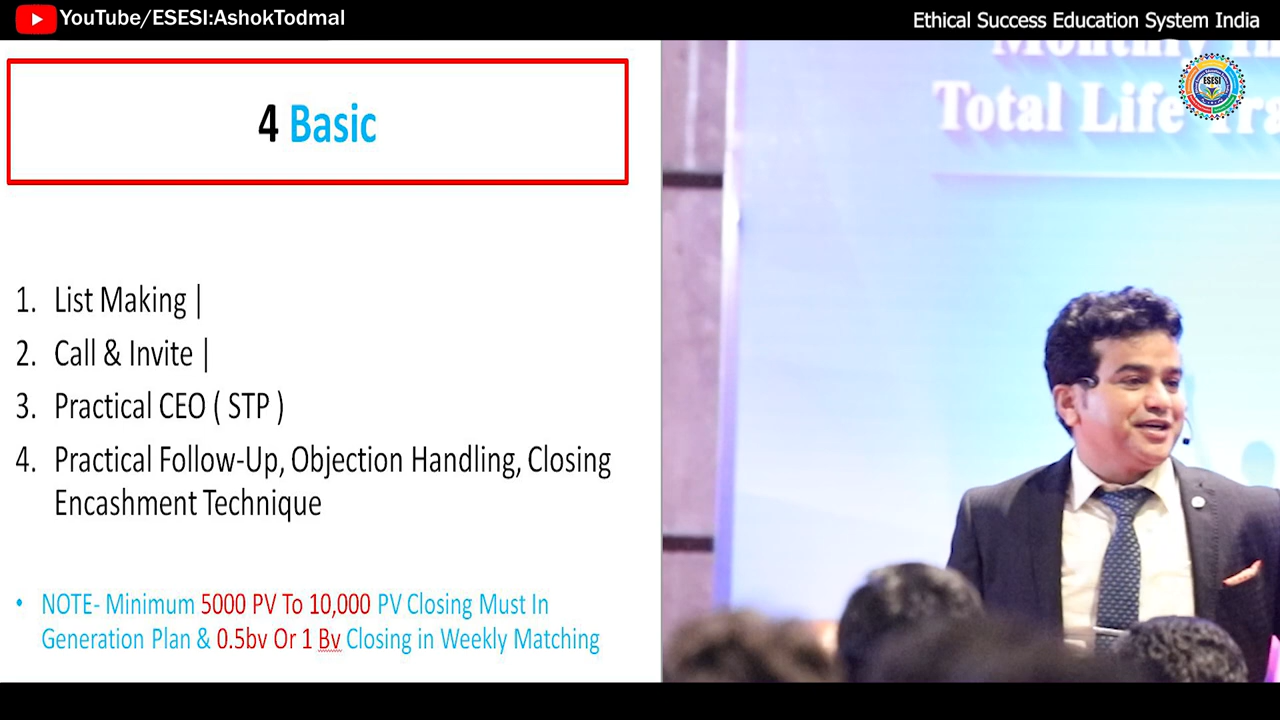 YouTube/ESESI:AshokTodmal
Ethical Success Education System India
4 Basic
1. List Making |
2. Call & Invite |
3. Practical CEO ( STP )
4. Practical Follow-Up, Objection Handling, Closing
Encashment Technique
• NOTE- Minimum 5000 PV To 10,000 PV Closing Must In
Generation Plan & 0.5bv Or 1 Bv Closing in Weekly Matching
Monthly
Total Life
ESESI